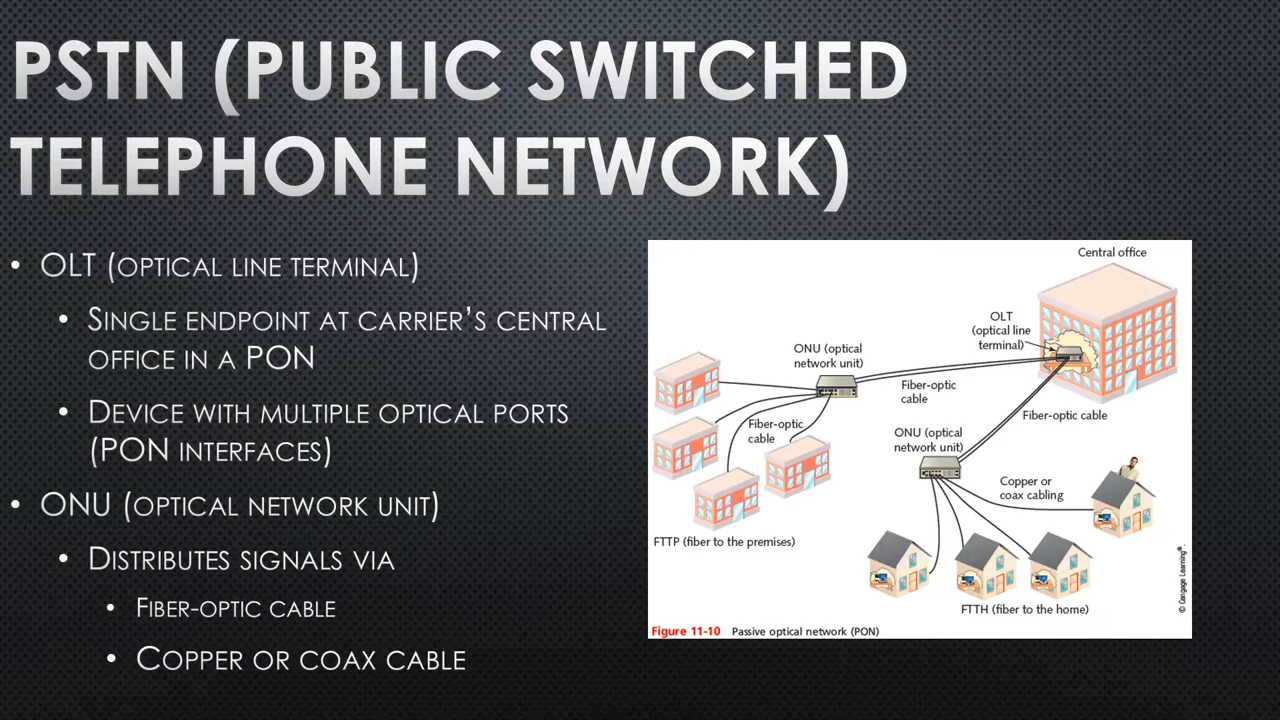 PSTN (PUBLIC SWITCHED
TELEPHONE NETWORK)
• OLT (OPTICAL LINE TERMINAL)
• SINGLE ENDPOINT AT CARRIER'S CENTRAL
OFFICE IN A PON
• DEVICE WITH MULTIPLE OPTICAL PORTS
(PON INTERFACES)
• ONU (OPTICAL NETWORK UNIT)
• DISTRIBUTES SIGNALS VIA
• FIBER-OPTIC CABLE
• COPPER OR COAX CABLE
Central office
OLT
(optical line
terminal)
ONU (optical
network unit)
Fiber-optic
cable
Fiber-optic cable
Fiber-optic
cable
ONU (optical
network unit)
Copper or
coax cabling
FTTP (fiber to the premises)
FTTH (fiber to the home)
© Cengage Learning®.
Figure 11-10 Passive optical network (PON)